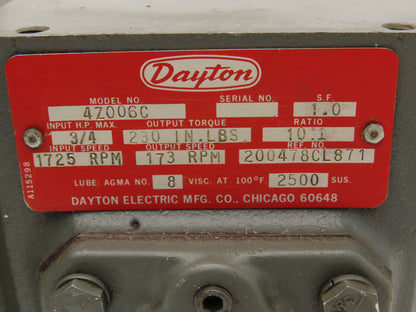 Dayton
MODEL NO. SERIAL NO. S.F.
4Z006C 1.0
INPUT H.P. MAX. OUTPUT TORQUE RATIO
3/4 230 IN.LBS 10:1
INPUT SPEED OUTPUT SPEED REF. NO.
1725 RPM 173 RPM 200478CL871
LUBE: AGMA NO. 8 VISC. AT 100°F. 2500 SUS.
DAYTON ELECTRIC MFG. CO., CHICAGO 60648
A115298